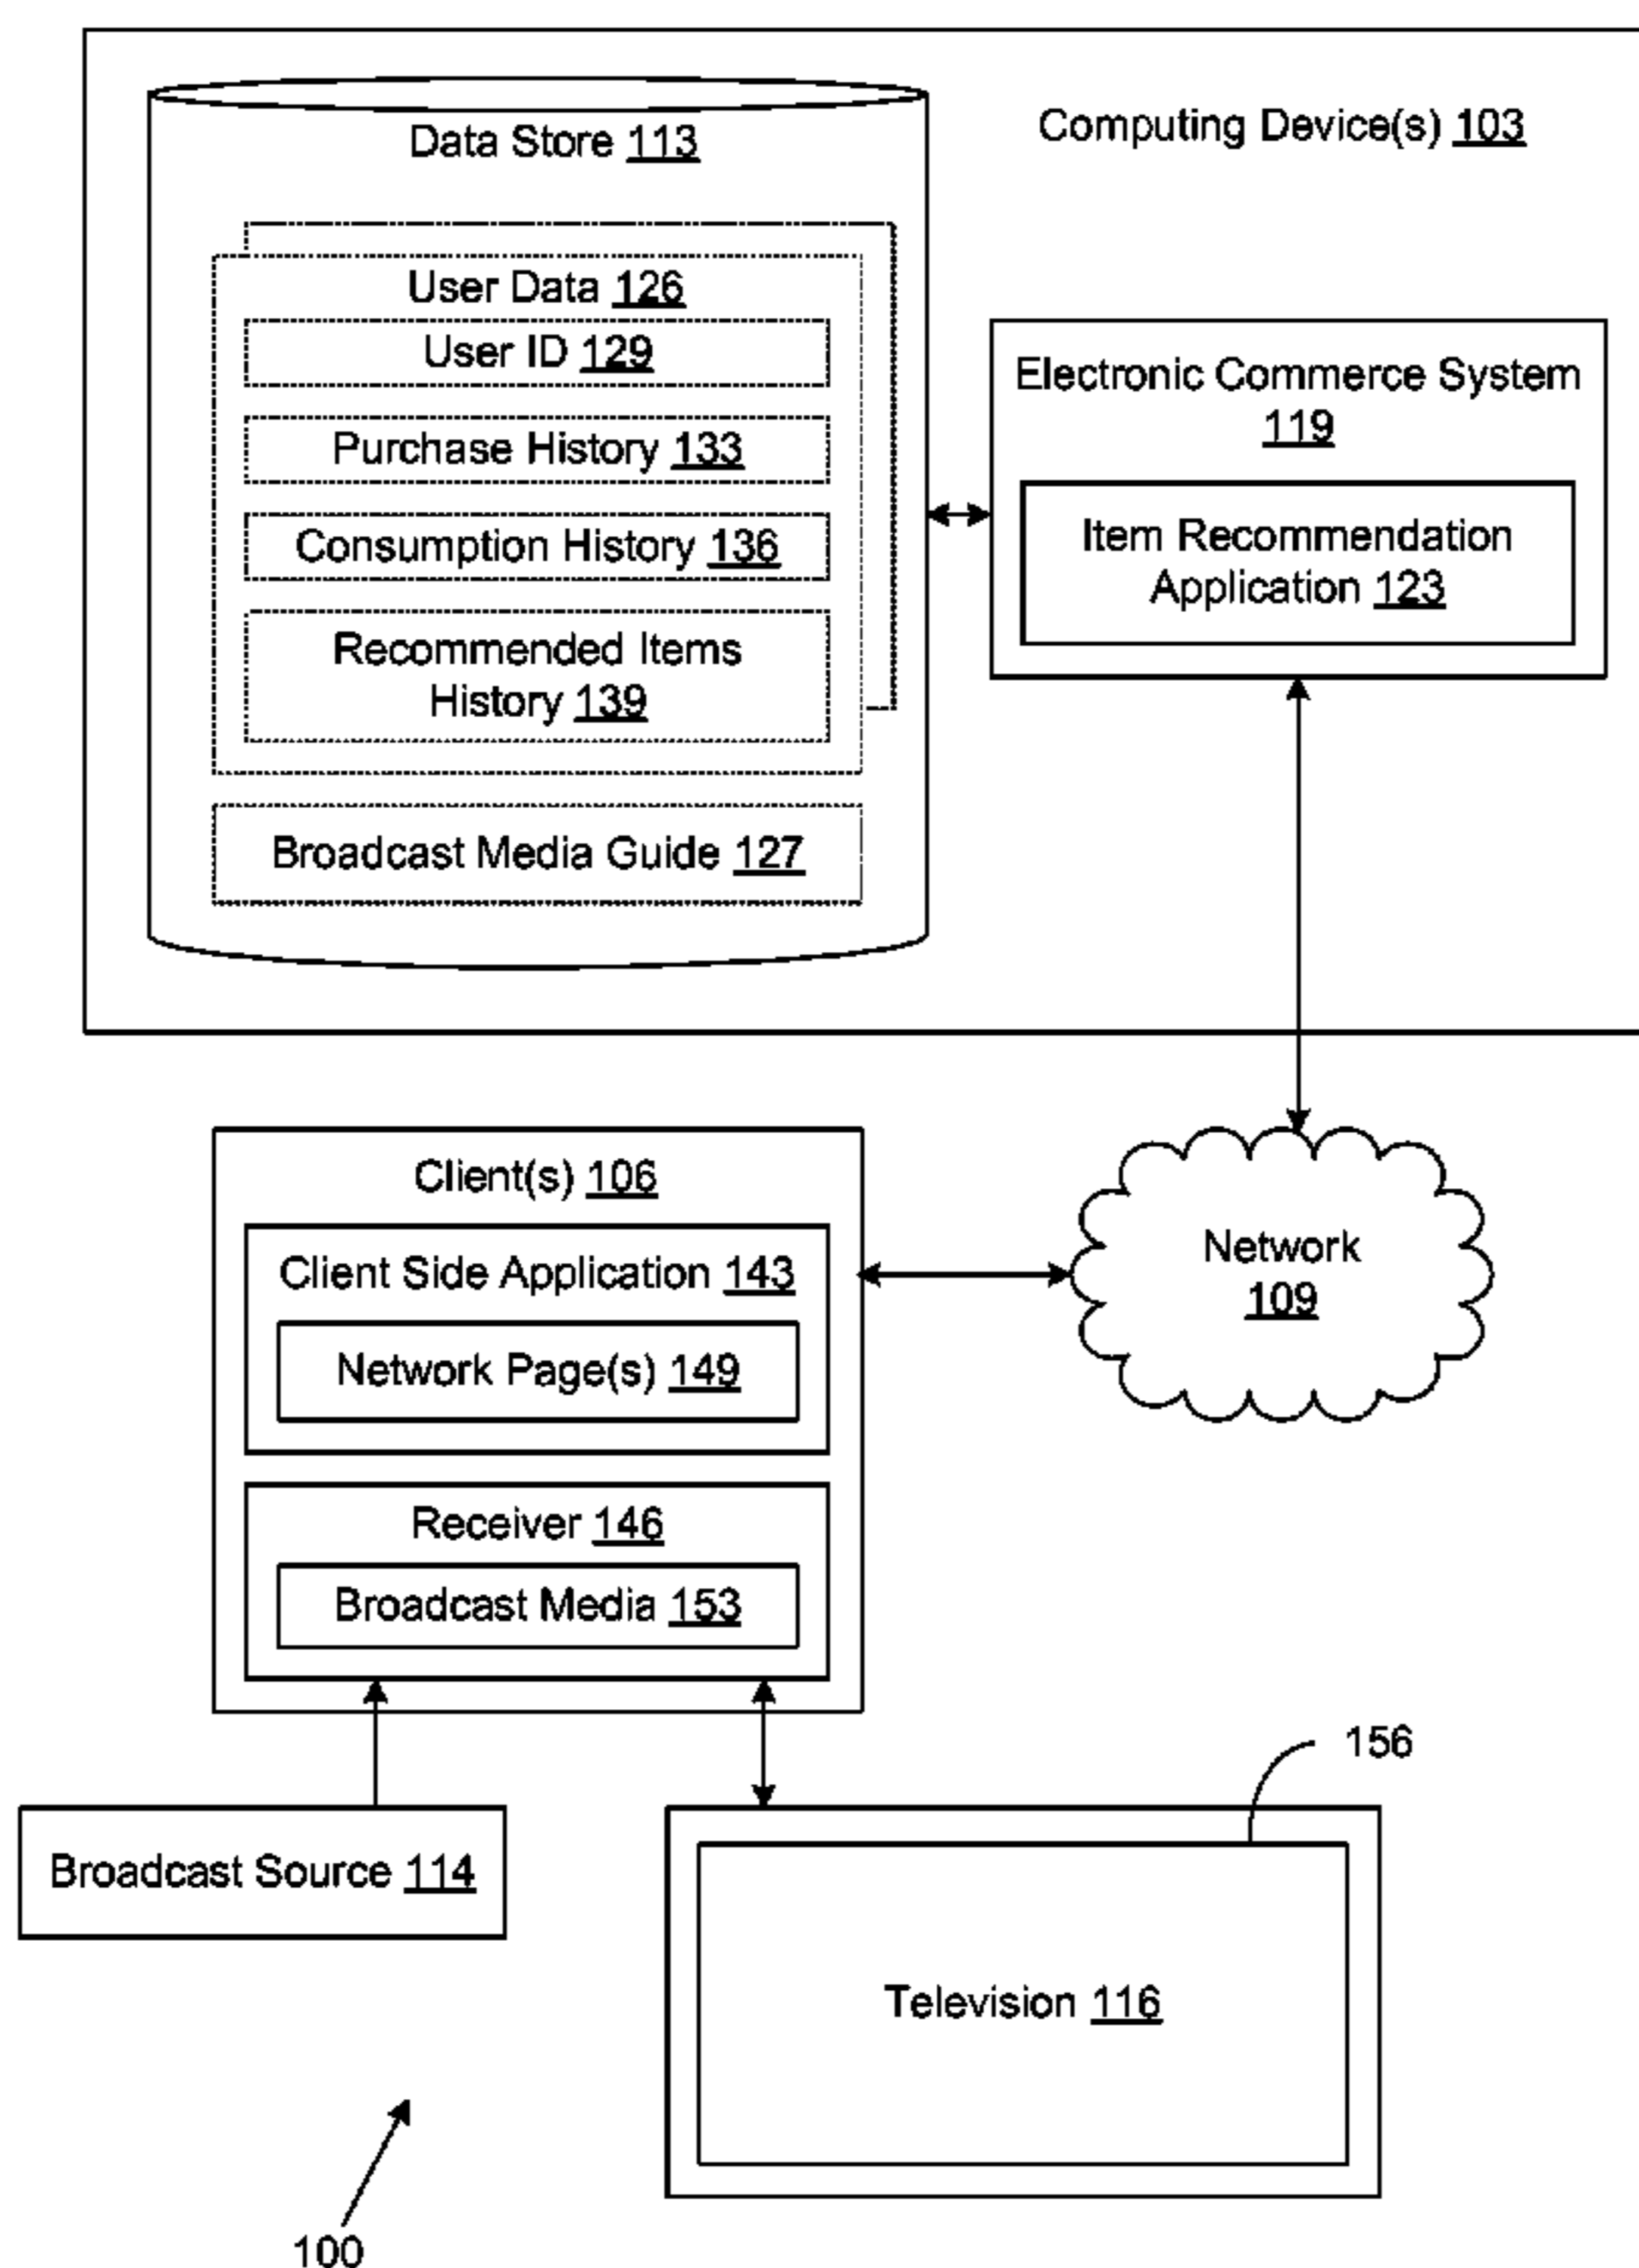 Computing Device(s) 103
Data Store 113
User Data 126
User ID 129
Purchase History 133
Consumption History 136
Recommended Items
History 139
Broadcast Media Guide 127
Electronic Commerce System
119
Item Recommendation
Application 123
Client(s) 106
Client Side Application 143
Network Page(s) 149
Receiver 146
Broadcast Media 153
Network
109
Broadcast Source 114
156
Television 116
100